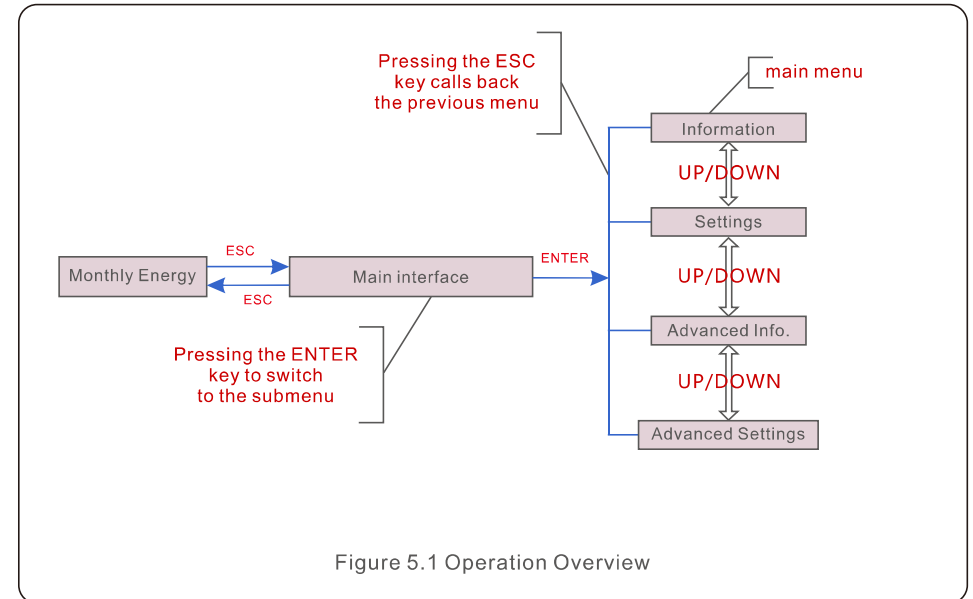 Pressing the ESC
key calls back
the previous menu
main menu
Information
UP/DOWN
Settings
ESC
Monthly Energy
Main interface
ENTER
UP/DOWN
ESC
Advanced Info.
Pressing the ENTER
key to switch
to the submenu
UP/DOWN
Advanced Settings
Figure 5.1 Operation Overview